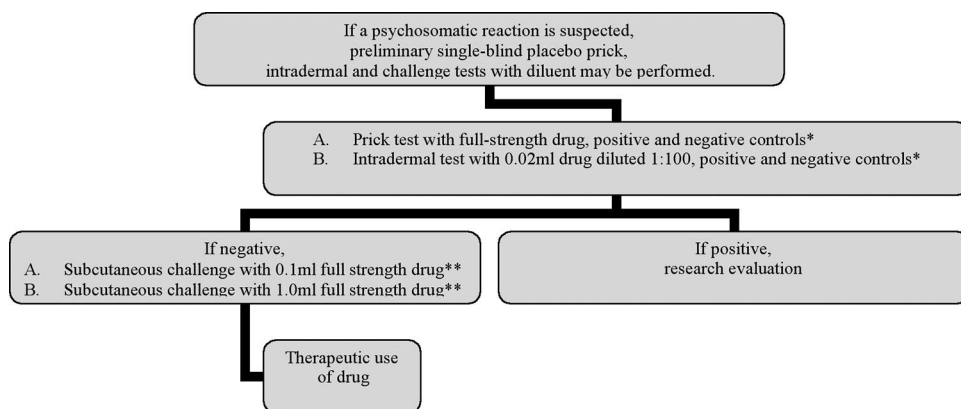 If a psychosomatic reaction is suspected,
preliminary single-blind placebo prick,
intradermal and challenge tests with diluent may be performed.
A. Prick test with full-strength drug, positive and negative controls*
B. Intradermal test with 0.02ml drug diluted 1:100, positive and negative controls*
If negative,
A. Subcutaneous challenge with 0.1ml full strength drug**
B. Subcutaneous challenge with 1.0ml full strength drug**
If positive,
research evaluation
Therapeutic use
of drug